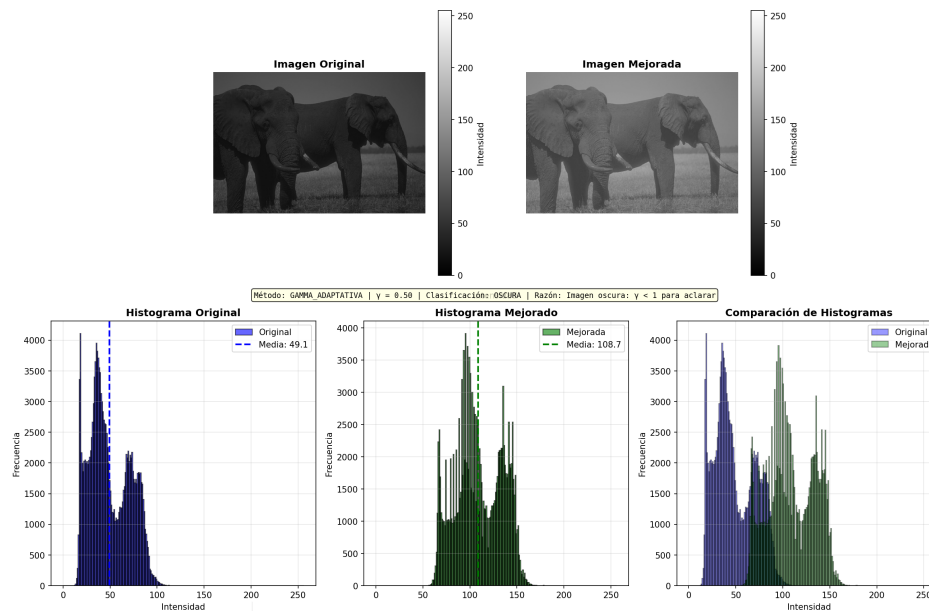 Imagen Original
250
200
150
100
50
0
Intensidad
Imagen Mejorada
250
200
150
100
50
0
Intensidad
Método: GAMMA_ADAPTATIVA | γ = 0.50 | Clasificación: OSCURA | Razón: Imagen oscura: γ < 1 para aclarar
Histograma Original
Original
Media: 49.1
4000
3500
3000
2500
2000
1500
1000
500
0
Frecuencia
0 50 100 150 200 250
Intensidad
Histograma Mejorado
Mejorada
Media: 108.7
4000
3500
3000
2500
2000
1500
1000
500
0
Frecuencia
0 50 100 150 200 250
Intensidad
Comparación de Histogramas
Original
Mejorad
4000
3500
3000
2500
2000
1500
1000
500
0
Frecuencia
0 50 100 150 200 250
Intensidad